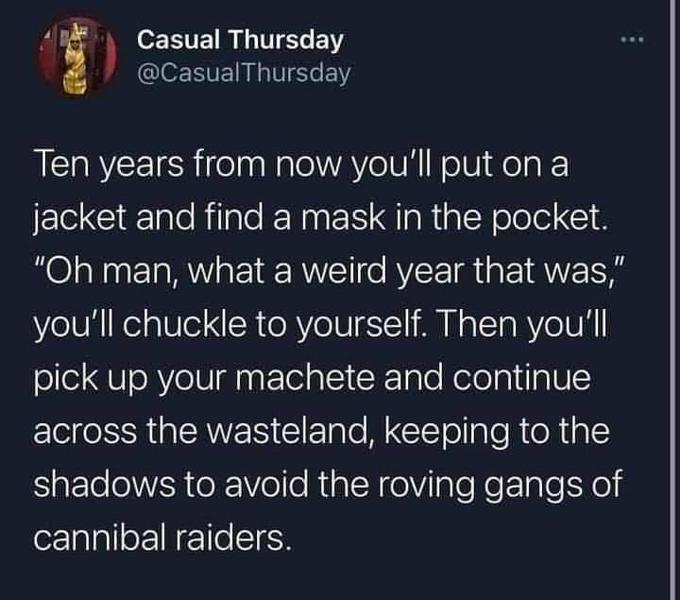 Casual Thursday
@CasualThursday
Ten years from now you'll put on a
jacket and find a mask in the pocket.
"Oh man, what a weird year that was,"
you'll chuckle to yourself. Then you'll
pick up your machete and continue
across the wasteland, keeping to the
shadows to avoid the roving gangs of
cannibal raiders.